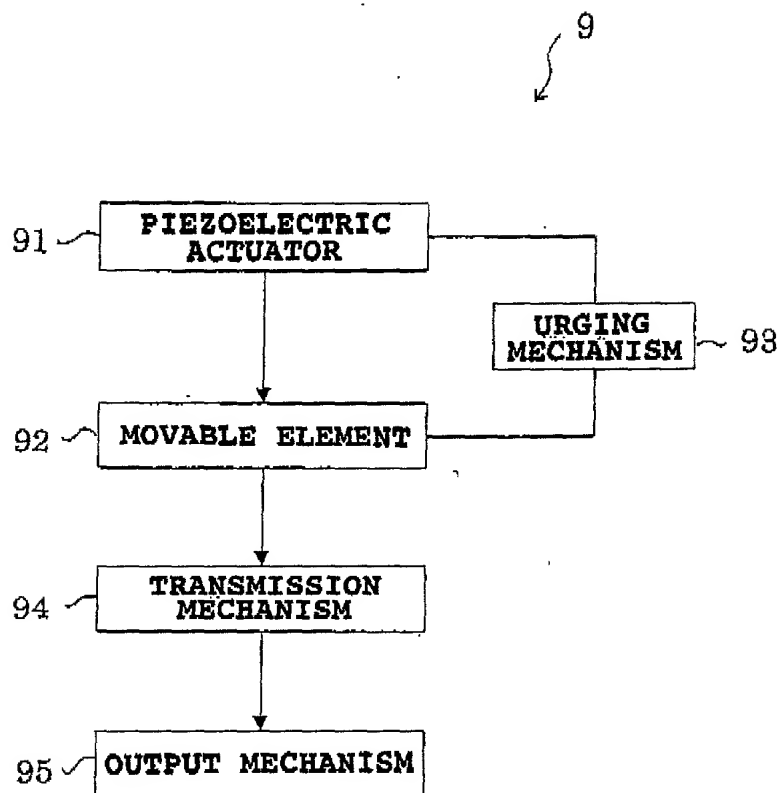 9
91
PIEZOELECTRIC
ACTUATOR
URGING
MECHANISM
93
92
MOVABLE ELEMENT
94
TRANSMISSION
MECHANISM
95
OUTPUT MECHANISM